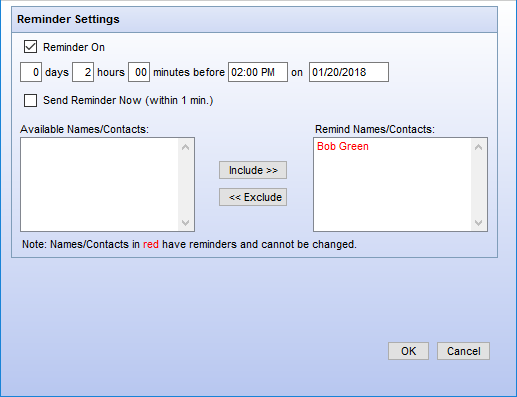 Reminder Settings
Reminder On
0 days 2 hours 00 minutes before 02:00 PM on 01/20/2018
Send Reminder Now (within 1 min.)
Available Names/Contacts: Remind Names/Contacts:
Bob Green
Include >>
<< Exclude
Note: Names/Contacts in red have reminders and cannot be changed.
OK Cancel